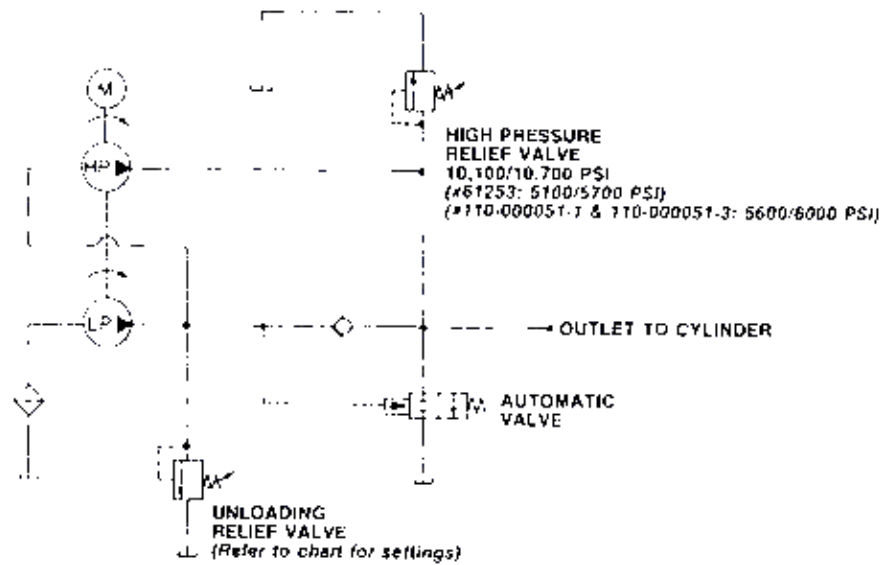 M
HIGH PRESSURE
RELIEF VALVE
10,100/10,700 PSI
(#61253: 5100/5700 PSI)
(#110-000051-1 & 110-000051-3: 5600/6000 PSI)
HP
LP
OUTLET TO CYLINDER
AUTOMATIC
VALVE
UNLOADING
RELIEF VALVE
(Refer to chart for settings)